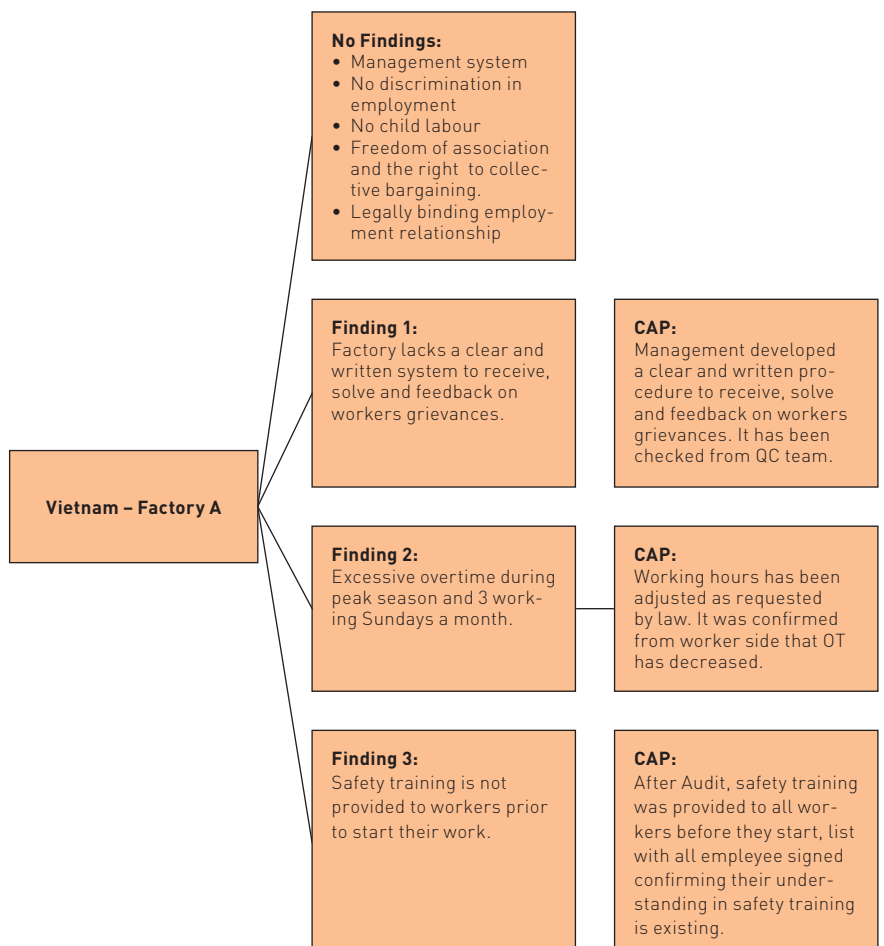 No Findings:
• Management system
• No discrimination in
employment
• No child labour
• Freedom of association
and the right to collec-
tive bargaining.
• Legally binding employ-
ment relationship
Finding 1:
Factory lacks a clear and
written system to receive,
solve and feedback on
workers grievances.
CAP:
Management developed
a clear and written pro-
cedure to receive, solve
and feedback on workers
grievances. It has been
checked from QC team.
Vietnam – Factory A
Finding 2:
Excessive overtime during
peak season and 3 work-
ing Sundays a month.
CAP:
Working hours has been
adjusted as requested
by law. It was confirmed
from worker side that OT
has decreased.
Finding 3:
Safety training is not
provided to workers prior
to start their work.
CAP:
After Audit, safety training
was provided to all wor-
kers before they start, list
with all empleyee signed
confirming their under-
standing in safety training
is existing.